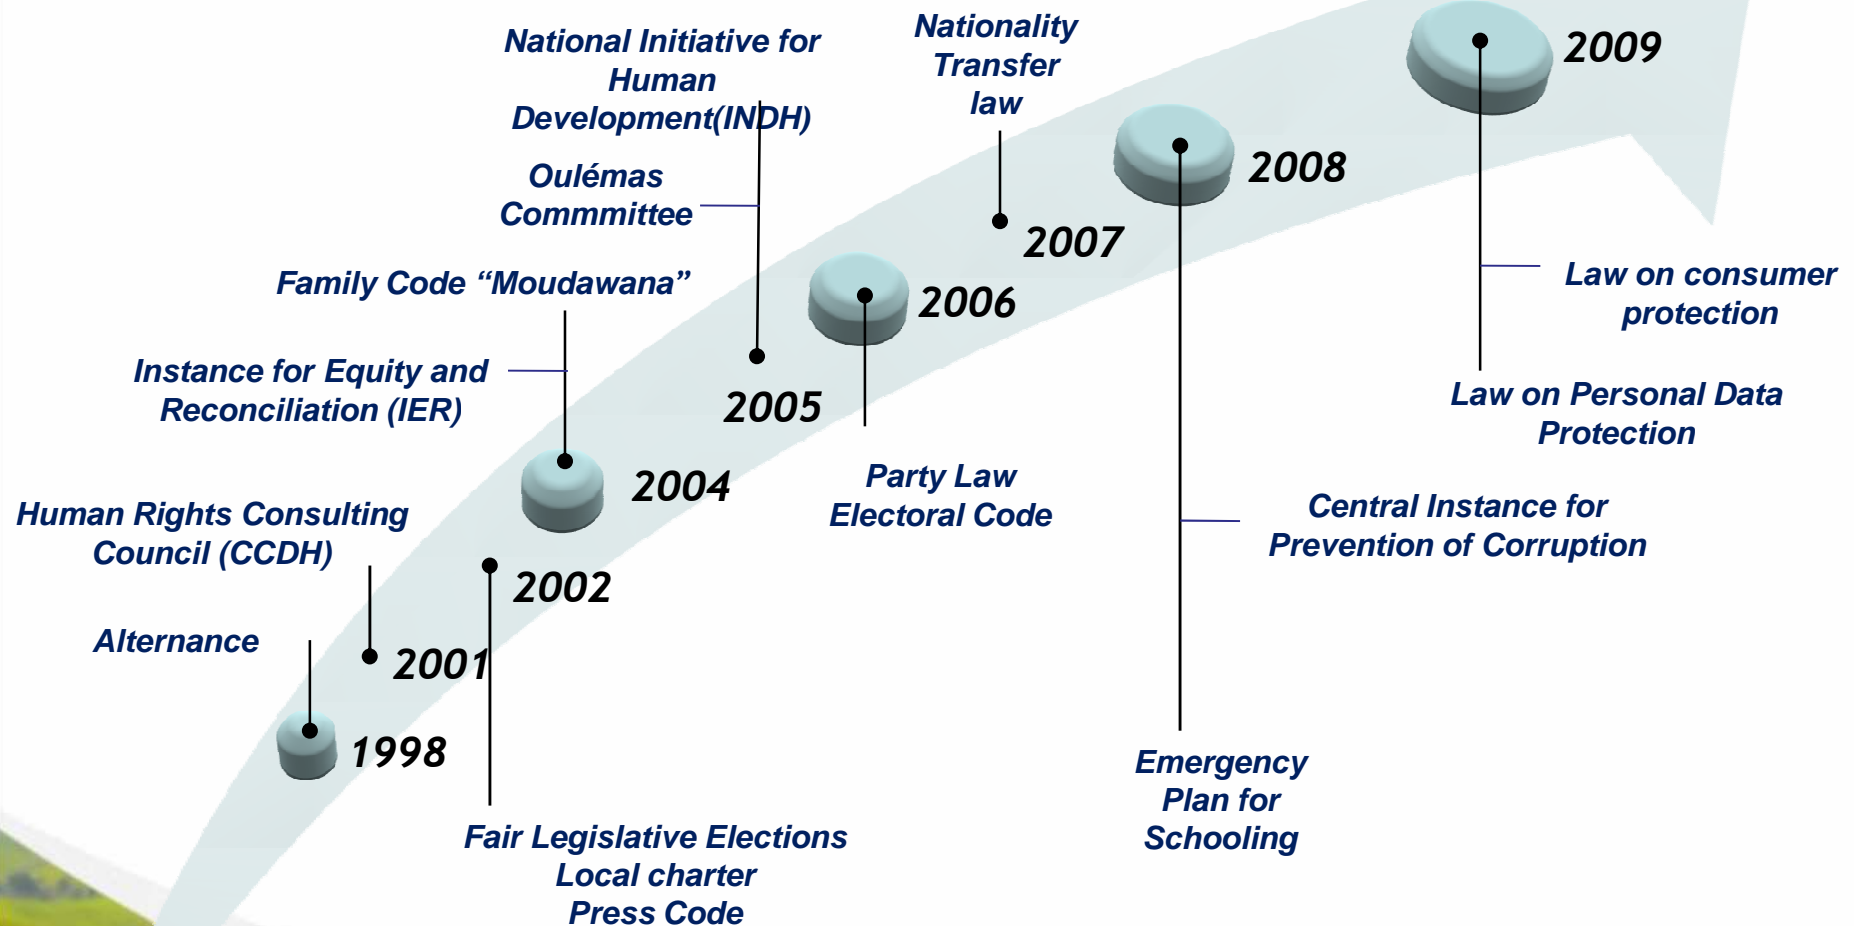 National Initiative for
Human
Development(INDH)
Nationality
Transfer
law
2009
2008
Oulémas
Commmittee
2007
Family Code “Moudawana”
2006
Law on consumer
protection
Instance for Equity and
Reconciliation (IER)
2005
Law on Personal Data
Protection
2004
Party Law
Electoral Code
Human Rights Consulting
Council (CCDH)
Central Instance for
Prevention of Corruption
2002
Alternance
2001
1998
Emergency
Plan for
Schooling
Fair Legislative Elections
Local charter
Press Code